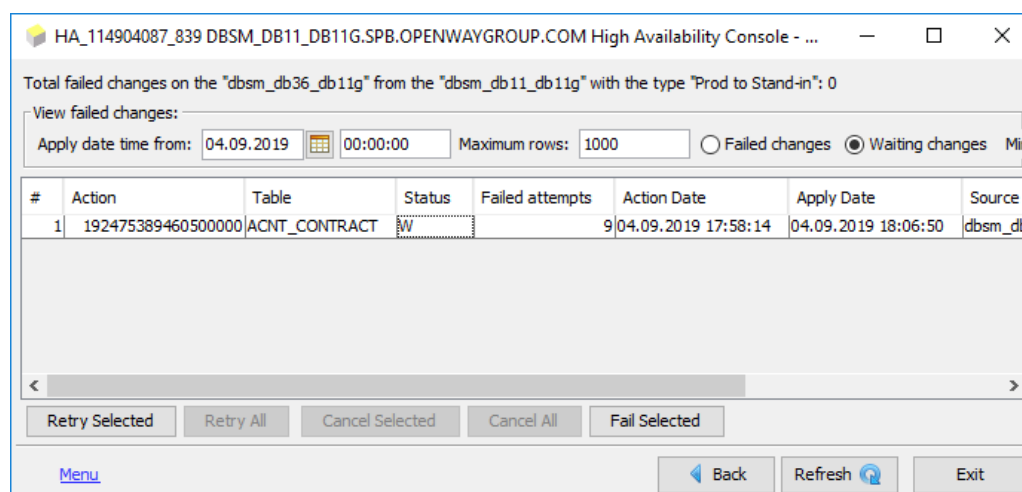 HA_114904087_839 DBSM_DB11_DB11G.SPB.OPENWAYGROUP.COM High Availability Console - ...
Total failed changes on the "dbsm_db36_db11g" from the "dbsm_db11_db11g" with the type "Prod to Stand-in": 0
View failed changes:
Apply date time from: 04.09.2019 00:00:00 Maximum rows: 1000 Failed changes Waiting changes Mi
# Action Table Status Failed attempts Action Date Apply Date Source
1 192475389460500000 ACNT_CONTRACT W 9 04.09.2019 17:58:14 04.09.2019 18:06:50 dbsm_d
Retry Selected Retry All Cancel Selected Cancel All Fail Selected
Menu Back Refresh Exit